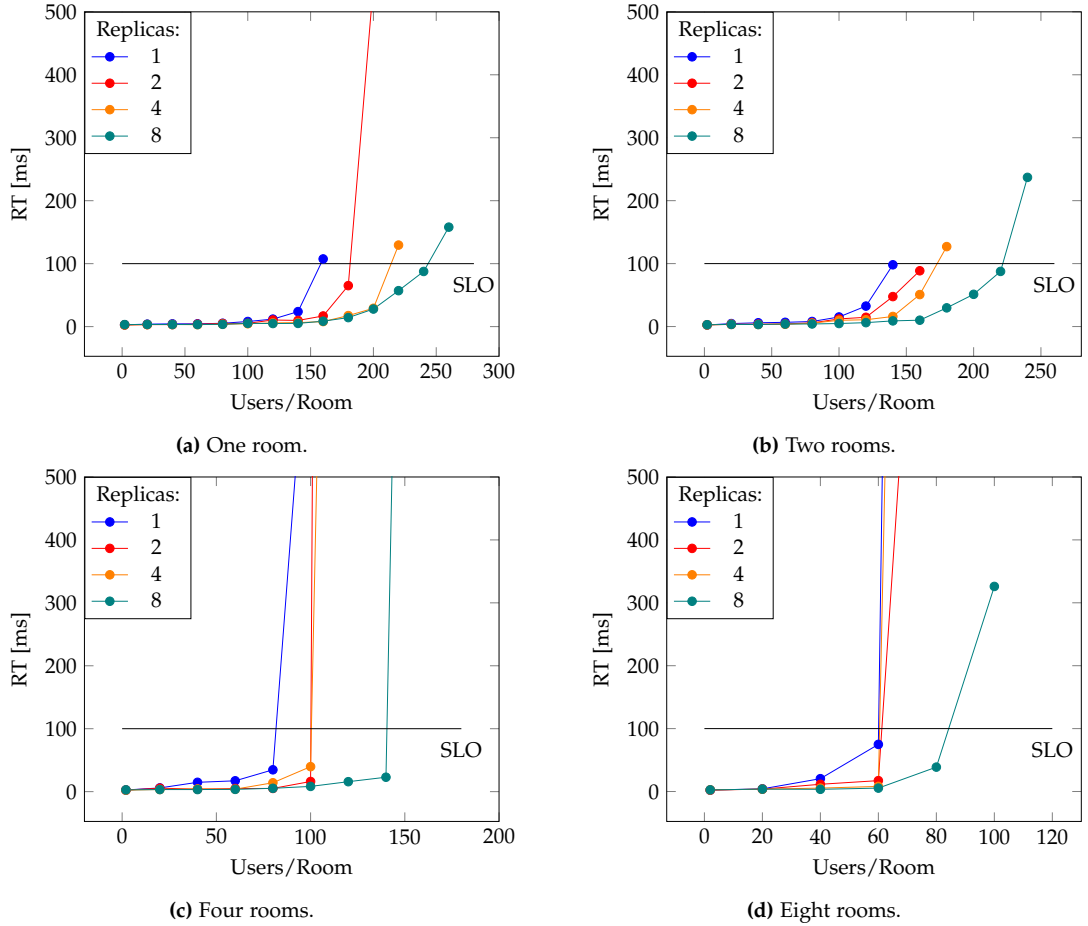 500
400
300
200
100
0
RT [ms]
Replicas:
1
2
4
8
SLO
0 50 100 150 200 250 300
Users/Room
(a) One room.
500
400
300
200
100
0
RT [ms]
Replicas:
1
2
4
8
SLO
0 50 100 150 200 250
Users/Room
(b) Two rooms.
500
400
300
200
100
0
RT [ms]
Replicas:
1
2
4
8
SLO
0 50 100 150 200
Users/Room
(c) Four rooms.
500
400
300
200
100
0
RT [ms]
Replicas:
1
2
4
8
SLO
0 20 40 60 80 100 120
Users/Room
(d) Eight rooms.